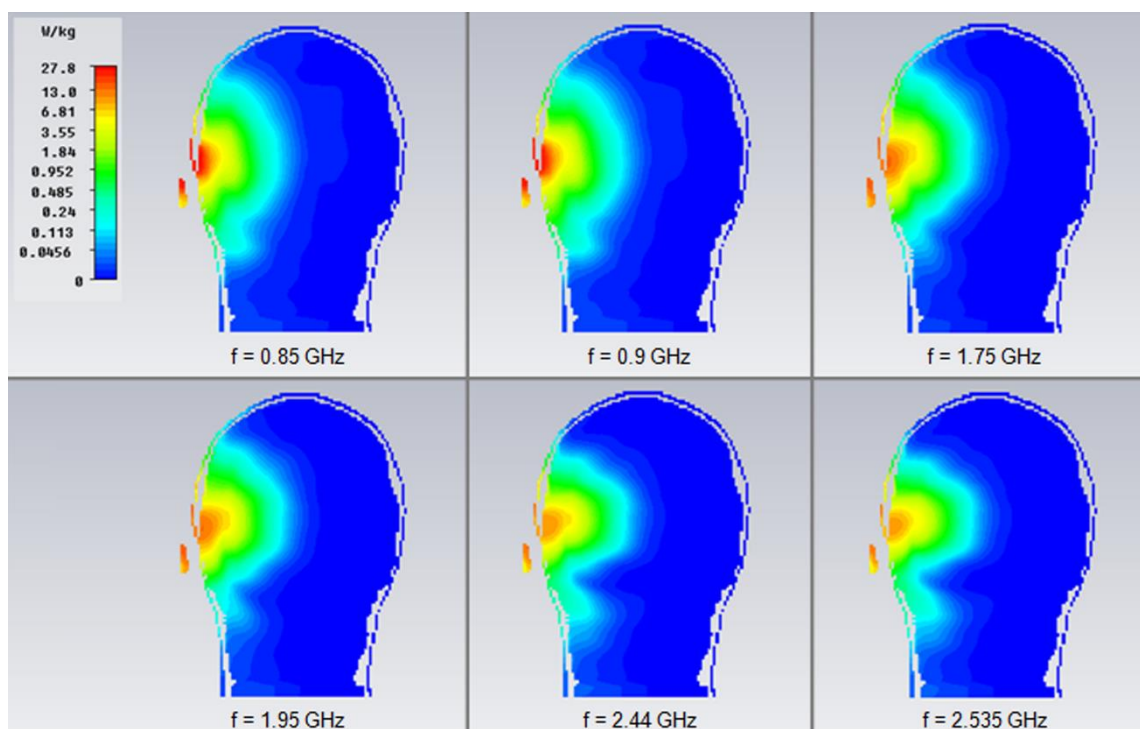 W/kg
27.8
13.0
6.81
3.55
1.84
0.952
0.485
0.24
0.113
0.0456
0
f = 0.85 GHz
f = 0.9 GHz
f = 1.75 GHz
f = 1.95 GHz
f = 2.44 GHz
f = 2.535 GHz